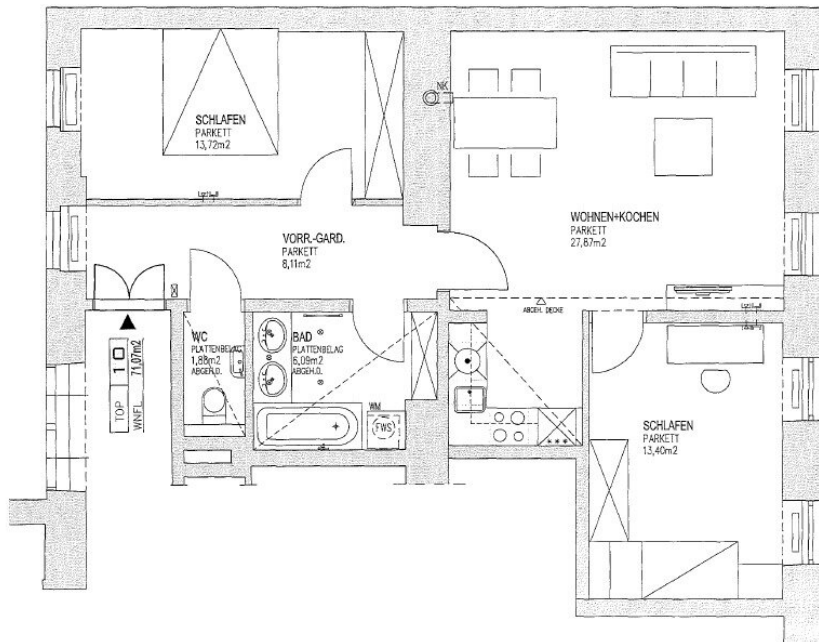 SCHLAFEN
PARKETT
13,72m2
NK
WOHNEN+KOCHEN
PARKETT
27,87m2
VORR.-GARD.
PARKETT
8,11m2
ABGEH. DECKE
WC
PLATTENBELAG
1,88m2
ABGEH.D.
BAD
PLATTENBELAG
6,09m2
ABGEH.D.
WM
FWS
TOP 10
WNFL. 71,07m2
SCHLAFEN
PARKETT
13,40m2